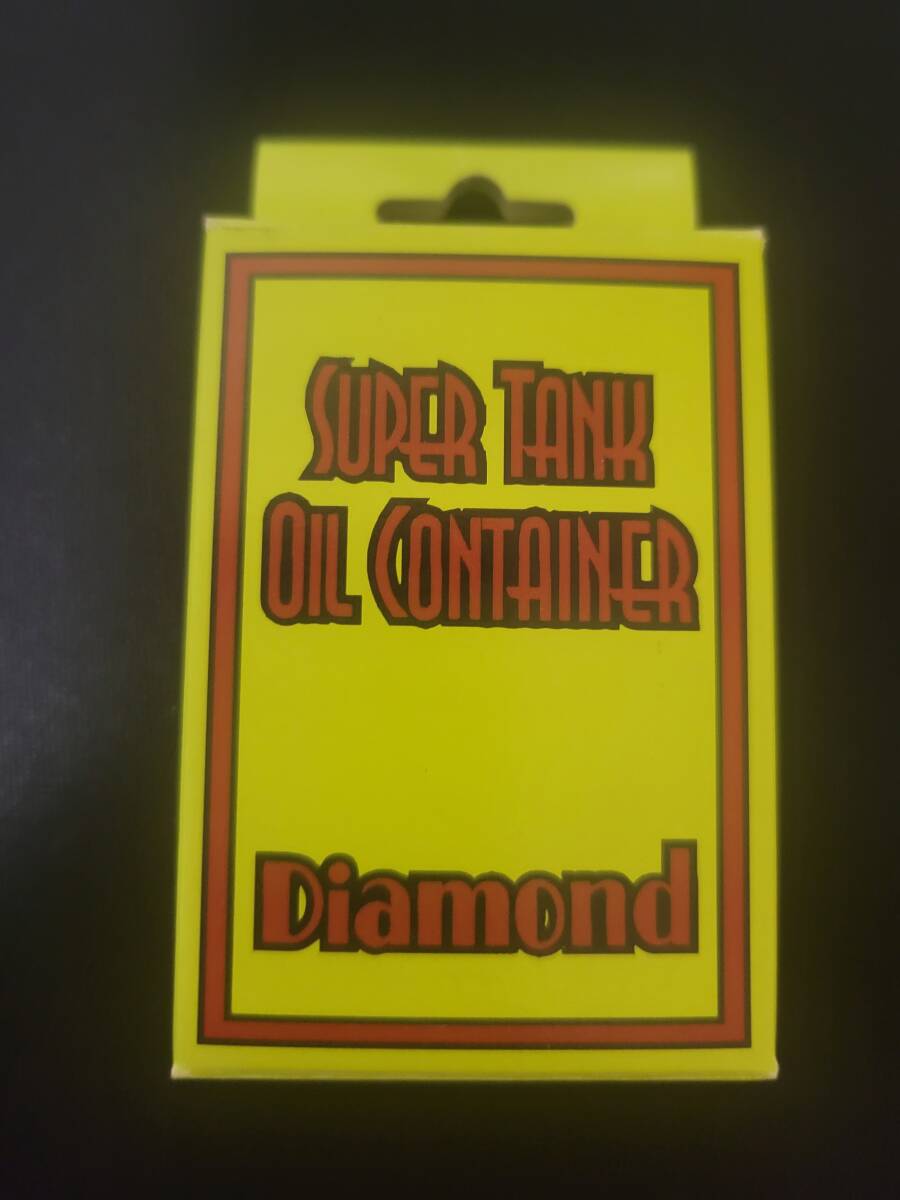 SUPER TANK
OIL CONTAINER
Diamond